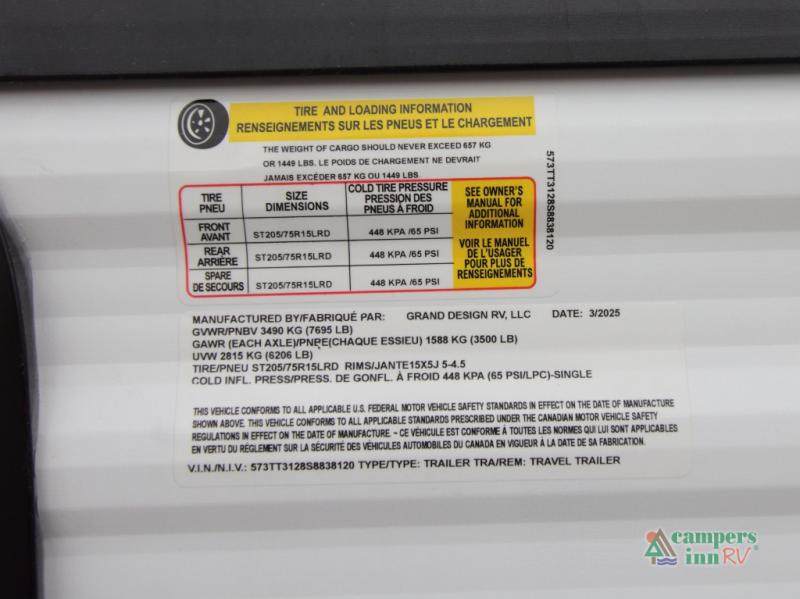 TIRE AND LOADING INFORMATION
RENSEIGNEMENTS SUR LES PNEUS ET LE CHARGEMENT
THE WEIGHT OF CARGO SHOULD NEVER EXCEED 657 KG
OR 1449 LBS. LE POIDS DE CHARGEMENT NE DEVRAIT
JAMAIS EXCÉDER 657 KG OU 1449 LBS.
TIRE
PNEU
SIZE
DIMENSIONS
COLD TIRE PRESSURE
PRESSION DES
PNEUS À FROID
SEE OWNER'S
MANUAL FOR
ADDITIONAL
INFORMATION
VOIR LE MANUEL
DE L'USAGER
POUR PLUS DE
RENSEIGNEMENTS
FRONT
AVANT
ST205/75R15LRD
448 KPA /65 PSI
REAR
ARRIÈRE
ST205/75R15LRD
448 KPA /65 PSI
SPARE
DE SECOURS
ST205/75R15LRD
448 KPA /65 PSI
573TT3128S8838120
MANUFACTURED BY/FABRIQUÉ PAR: GRAND DESIGN RV, LLC DATE: 3/2025
GVWR/PNBV 3490 KG (7695 LB)
GAWR (EACH AXLE)/PNBE(CHAQUE ESSIEU) 1588 KG (3500 LB)
UVW 2815 KG (6206 LB)
TIRE/PNEU ST205/75R15LRD RIMS/JANTE15X5J 5-4.5
COLD INFL. PRESS/PRESS. DE GONFL. À FROID 448 KPA (65 PSI/LPC)-SINGLE
THIS VEHICLE CONFORMS TO ALL APPLICABLE U.S. FEDERAL MOTOR VEHICLE SAFETY STANDARDS IN EFFECT ON THE DATE OF MANUFACTURE
SHOWN ABOVE. THIS VEHICLE CONFORMS TO ALL APPLICABLE STANDARDS PRESCRIBED UNDER THE CANADIAN MOTOR VEHICLE SAFETY
REGULATIONS IN EFFECT ON THE DATE OF MANUFACTURE. - CE VÉHICULE EST CONFORME À TOUTES LES NORMES QUI LUI SONT APPLICABLES
EN VERTU DU RÈGLEMENT SUR LA SÉCURITÉ DES VÉHICULES AUTOMOBILES DU CANADA EN VIGUEUR À LA DATE DE SA FABRICATION.
V.I.N./N.I.V.: 573TT3128S8838120 TYPE/TYPE: TRAILER TRA/REM: TRAVEL TRAILER
campers
inn RV®